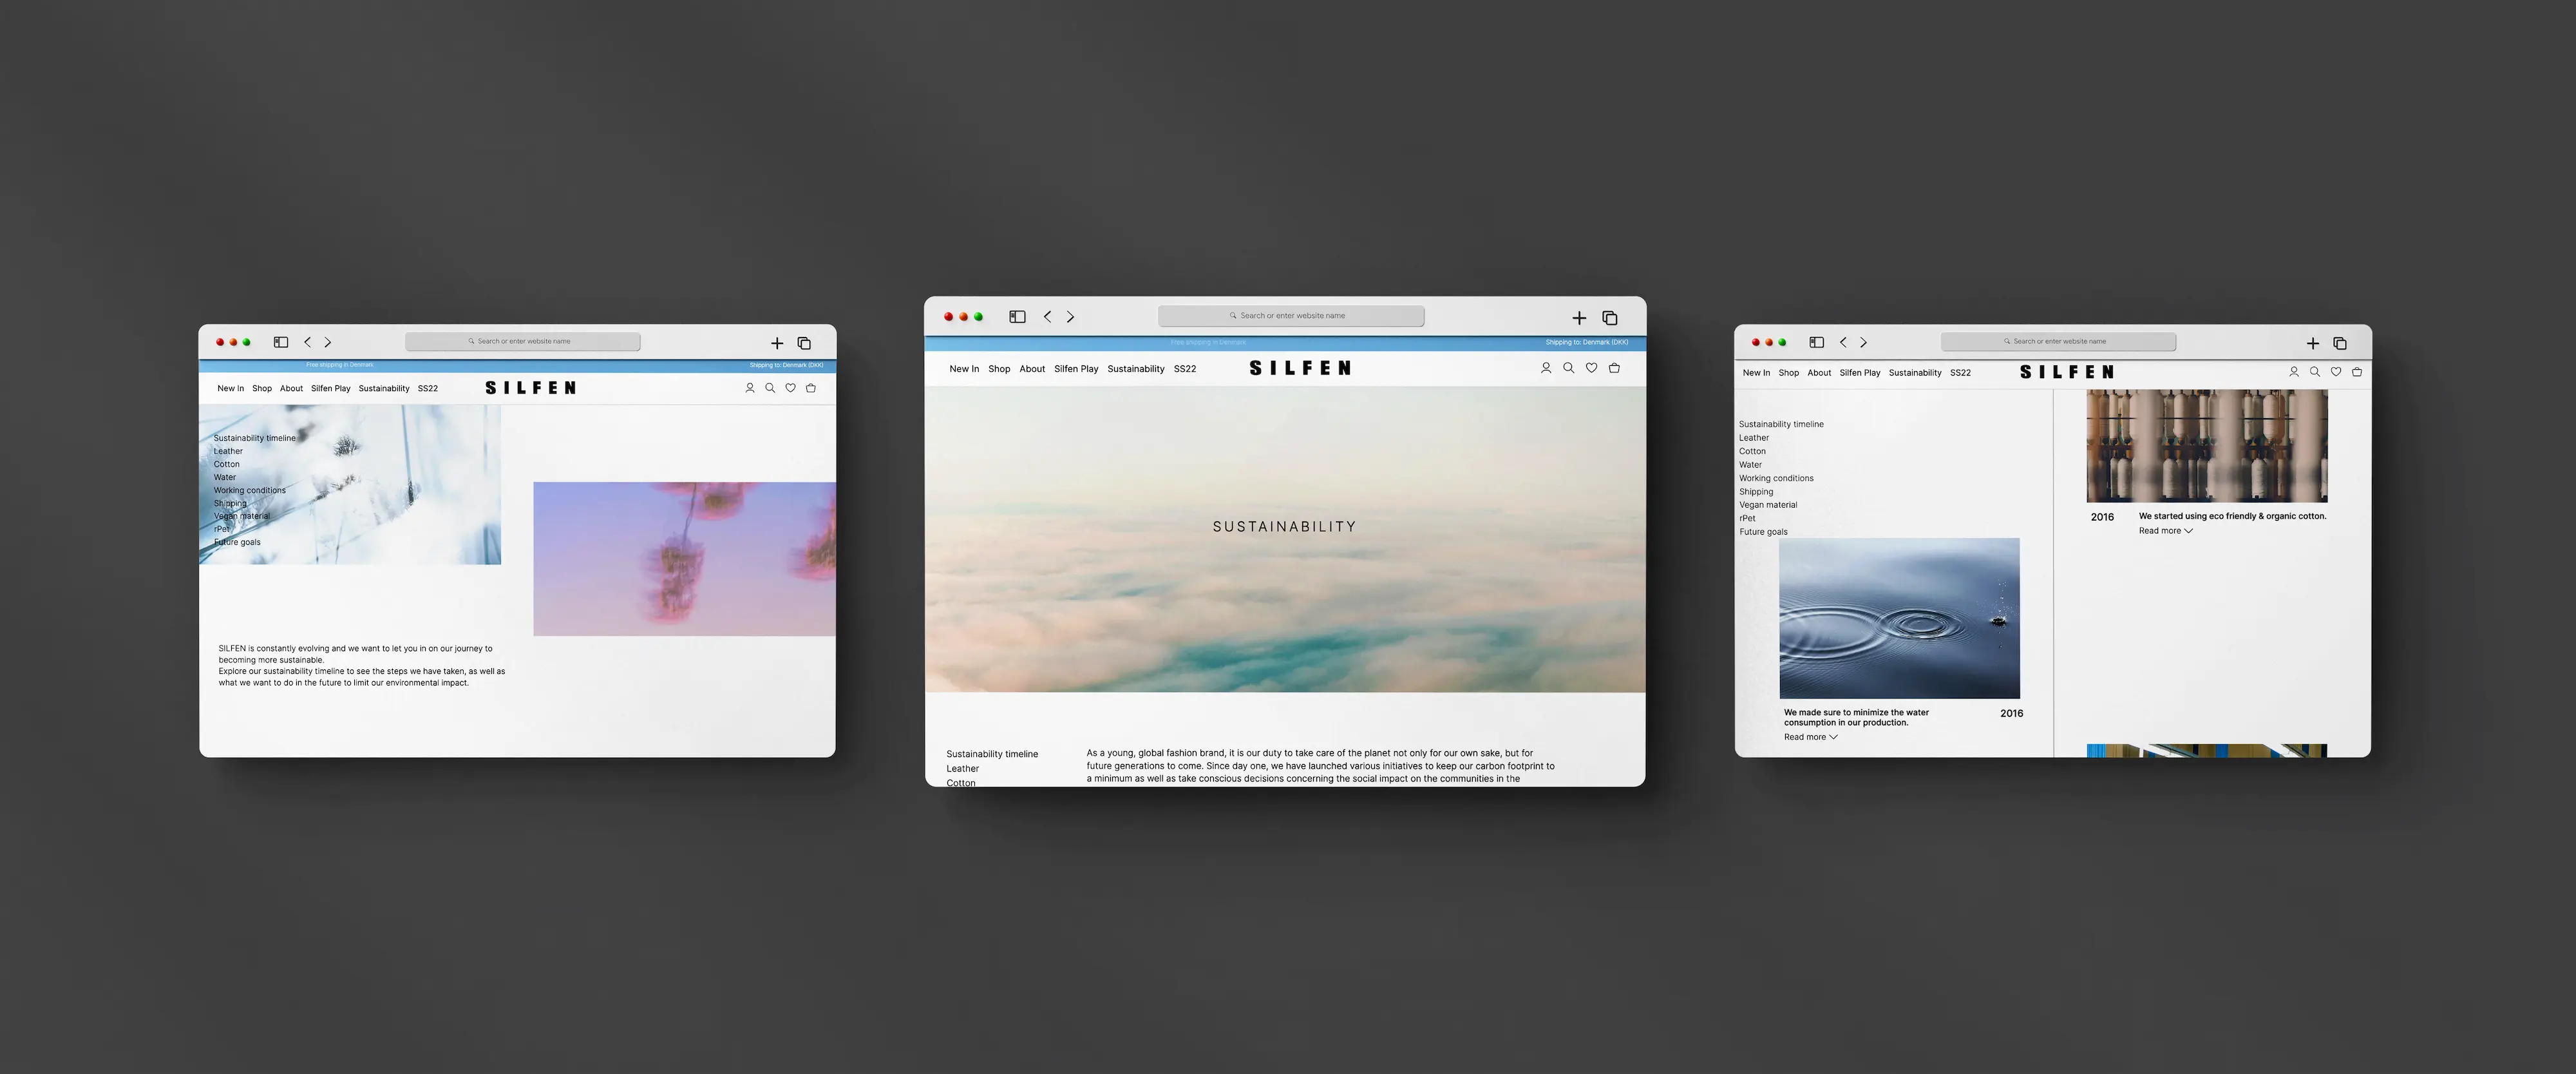 Search or enter website name
Free shipping in Denmark
Shipping to: Denmark (DKK)
New In Shop About Silfen Play Sustainability SS22
SILFEN
Sustainability timeline
Leather
Cotton
Water
Working conditions
Shipping
Vegan material
rPet
Future goals
SILFEN is constantly evolving and we want to let you in on our journey to
becoming more sustainable.
Explore our sustainability timeline to see the steps we have taken, as well as
what we want to do in the future to limit our environmental impact.
Search or enter website name
Free shipping in Denmark
Shipping to: Denmark (DKK)
New In Shop About Silfen Play Sustainability SS22
SILFEN
SUSTAINABILITY
Sustainability timeline
Leather
Cotton
As a young, global fashion brand, it is our duty to take care of the planet not only for our own sake, but for
future generations to come. Since day one, we have launched various initiatives to keep our carbon footprint to
a minimum as well as take conscious decisions concerning the social impact on the communities in the
Search or enter website name
New In Shop About Silfen Play Sustainability SS22
SILFEN
Sustainability timeline
Leather
Cotton
Water
Working conditions
Shipping
Vegan material
rPet
Future goals
2016
We started using eco friendly & organic cotton.
Read more
We made sure to minimize the water
consumption in our production.
2016
Read more